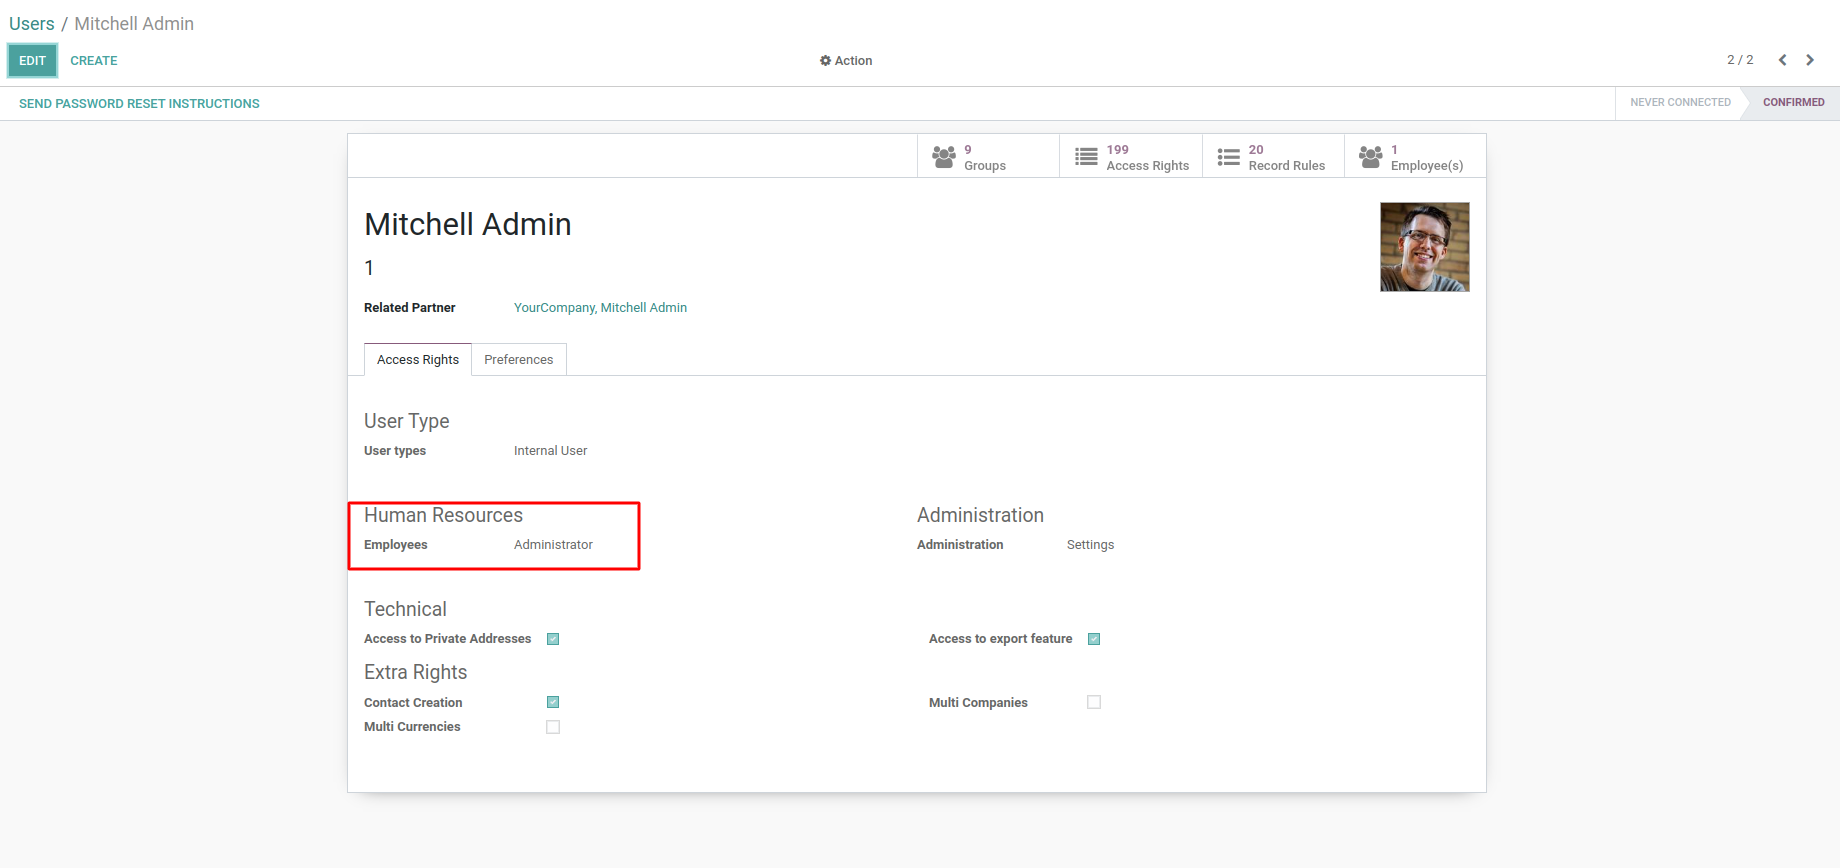 Users / Mitchell Admin
EDIT CREATE Action 2 / 2
SEND PASSWORD RESET INSTRUCTIONS NEVER CONNECTED CONFIRMED
9 199 20 1
Groups Access Rights Record Rules Employee(s)
Mitchell Admin
1
Related Partner YourCompany, Mitchell Admin
Access Rights Preferences
User Type
User types Internal User
Human Resources Administration
Employees Administrator Administration Settings
Technical
Access to Private Addresses Access to export feature
Extra Rights
Contact Creation Multi Companies
Multi Currencies